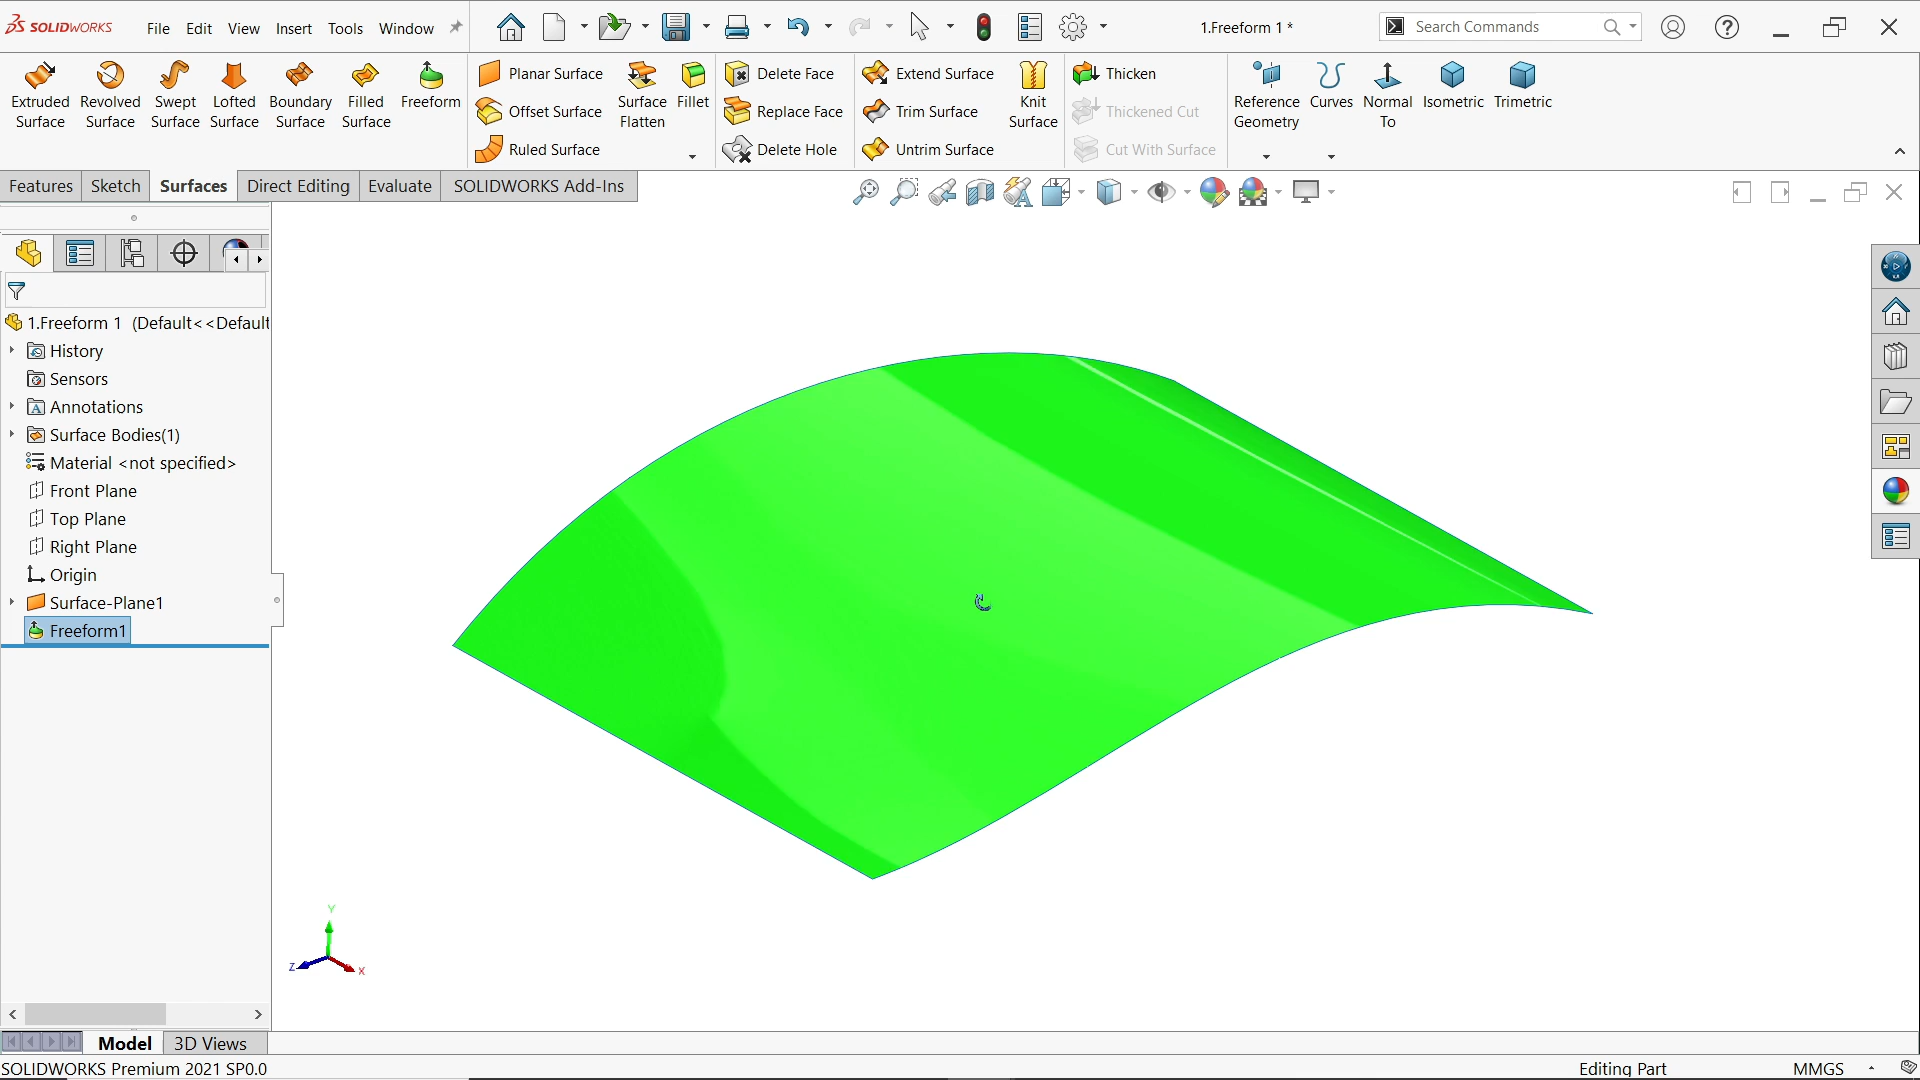 SOLIDWORKS File Edit View Insert Tools Window 1.Freeform 1 * Search Commands
Extruded Surface
Revolved Surface
Swept Surface
Lofted Surface
Boundary Surface
Filled Surface
Freeform
Planar Surface
Offset Surface
Ruled Surface
Surface Flatten
Fillet
Delete Face
Replace Face
Delete Hole
Extend Surface
Trim Surface
Untrim Surface
Knit Surface
Thicken
Thickened Cut
Cut With Surface
Reference Geometry
Curves
Normal To
Isometric
Trimetric
Features Sketch Surfaces Direct Editing Evaluate SOLIDWORKS Add-Ins
1.Freeform 1 (Default<<Default
History
Sensors
Annotations
Surface Bodies(1)
Material <not specified>
Front Plane
Top Plane
Right Plane
Origin
Surface-Plane1
Freeform1
Y
Z
X
Model 3D Views
SOLIDWORKS Premium 2021 SP0.0 Editing Part MMGS